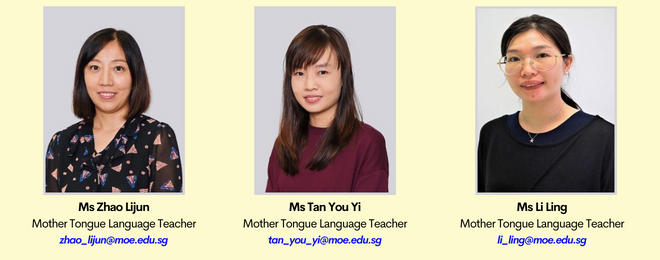 Ms Zhao Lijun
Mother Tongue Language Teacher
zhao_lijun@moe.edu.sg
Ms Tan You Yi
Mother Tongue Language Teacher
tan_you_yi@moe.edu.sg
Ms Li Ling
Mother Tongue Language Teacher
li_ling@moe.edu.sg